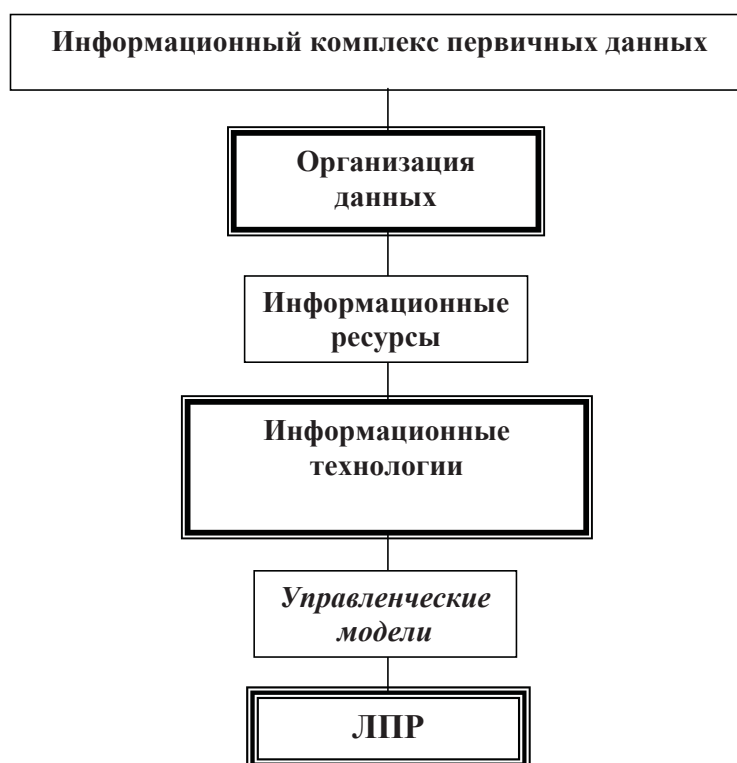 Информационный комплекс первичных данных
Организация
данных
Информационные
ресурсы
Информационные
технологии
Управленческие
модели
ЛПР